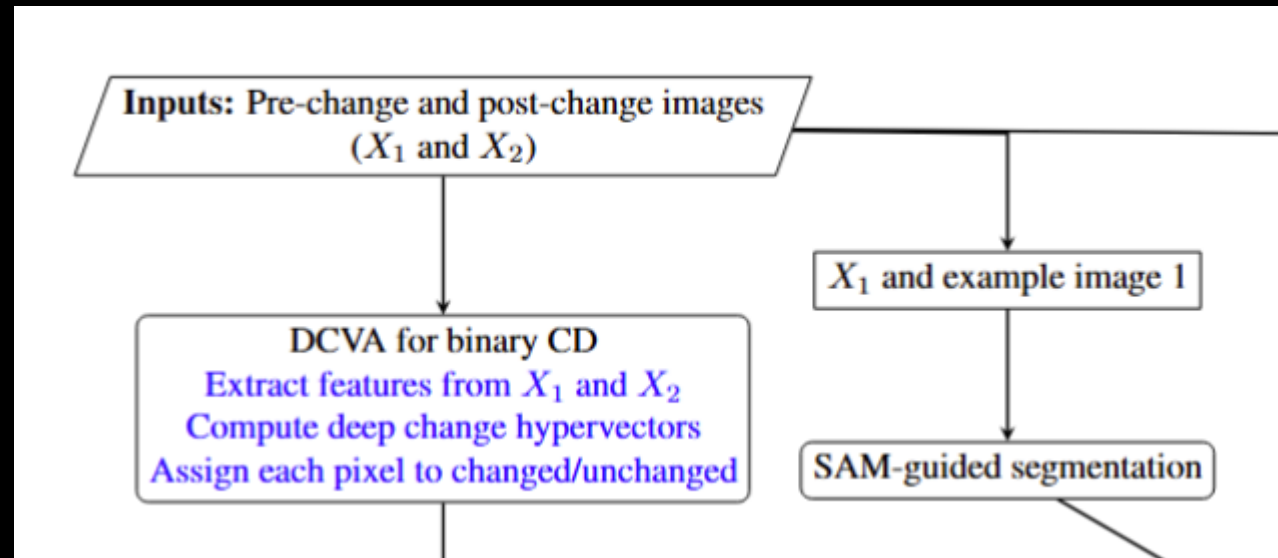 Inputs: Pre-change and post-change images
(X₁ and X₂)
X₁ and example image 1
DCVA for binary CD
Extract features from X₁ and X₂
Compute deep change hypervectors
Assign each pixel to changed/unchanged
SAM-guided segmentation